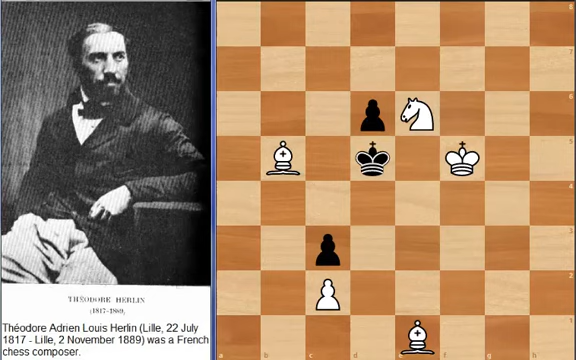 THÉODORE HERLIN
(1817-1889)
Théodore Adrien Louis Herlin (Lille, 22 July
1817 - Lille, 2 November 1889) was a French
chess composer.
8
7
6
5
4
3
2
1
a b c d e f g h